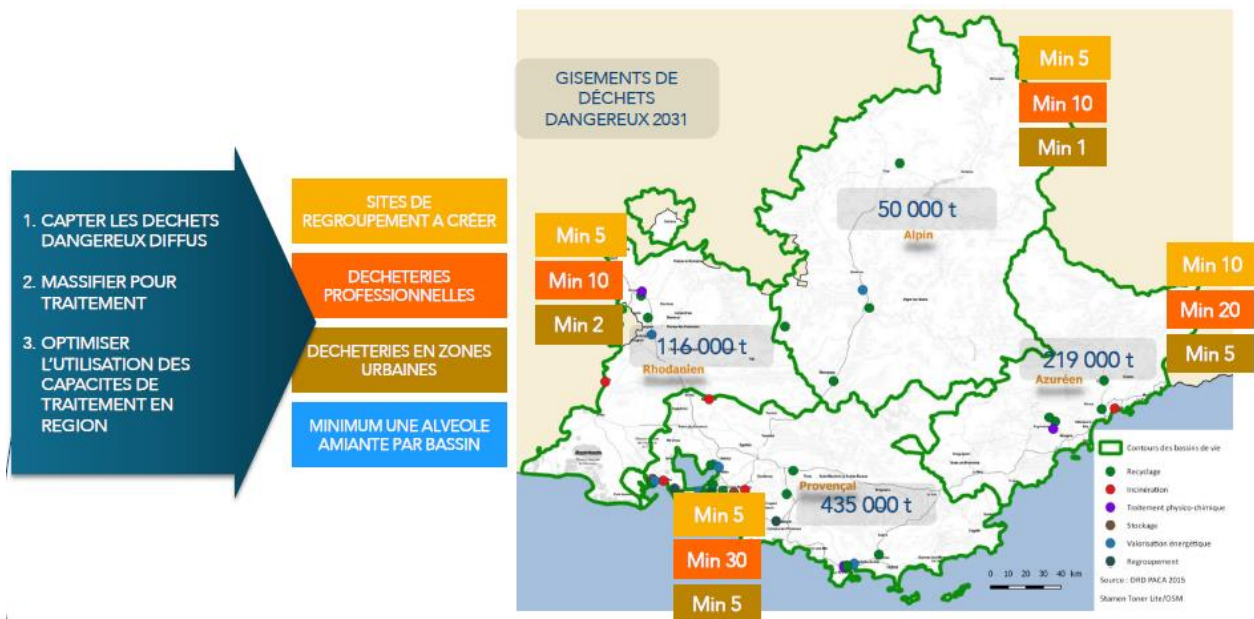 1. CAPTER LES DECHETS
DANGEREUX DIFFUS
2. MASSIFIER POUR
TRAITEMENT
3. OPTIMISER
L'UTILISATION DES
CAPACITES DE
TRAITEMENT EN
REGION
SITES DE
REGROUPEMENT A CRÉER
DECHETERIES
PROFESSIONNELLES
DECHETERIES EN ZONES
URBAINES
MINIMUM UNE ALVEOLE
AMIANTE PAR BASSIN
GISEMENTS DE
DÉCHETS
DANGEREUX 2031
Min 5
Min 10
Min 1
50 000 t
Alpin
Min 5
Min 10
Min 2
116 000 t
Rhodanien
Min 10
Min 20
Min 5
219 000 t
Azuréen
Provençal
435 000 t
Min 5
Min 30
Min 5
Contours des bassins de vie
Recyclage
Incinération
Traitement physico-chimique
Stockage
Valorisation énergétique
Regroupement
0 10 20 30 40 km
Source : ORD PACA 2015
Stamen Toner Lite/OSM